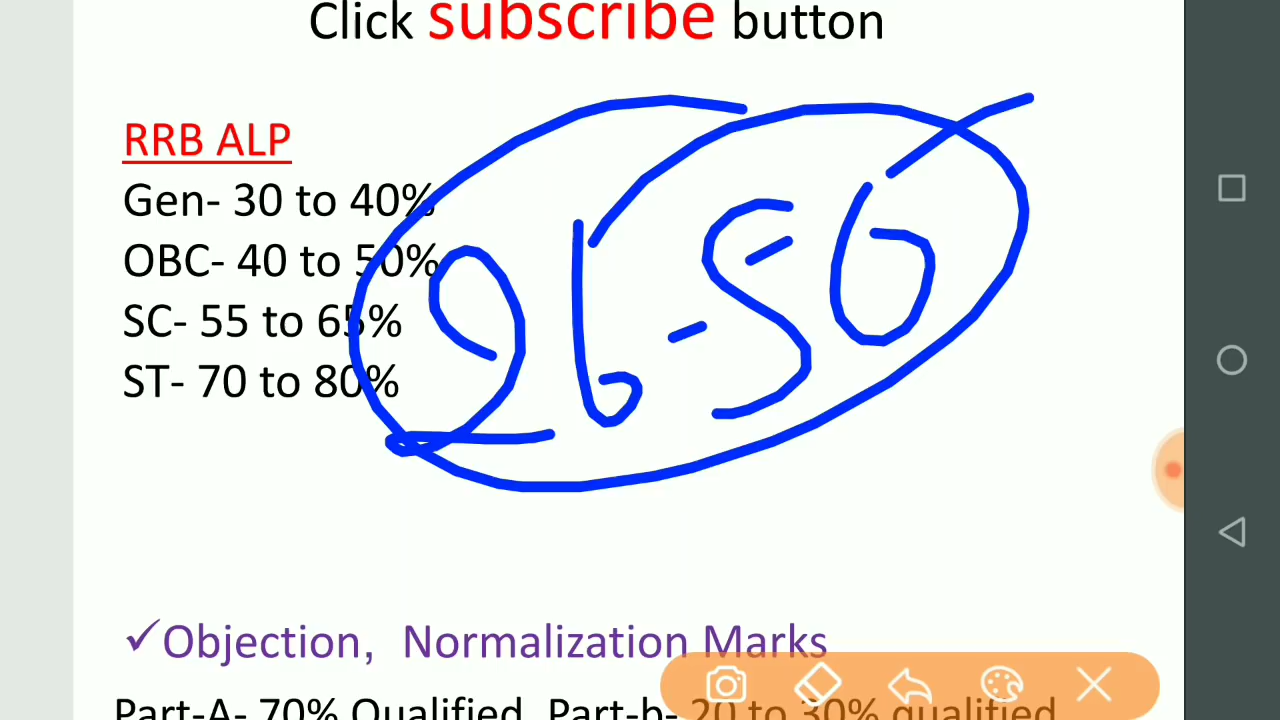 Click subscribe button
RRB ALP
Gen- 30 to 40%
OBC- 40 to 50%
SC- 55 to 65%
ST- 70 to 80%
26-50
✓Objection, Normalization Marks
Part-A- 70% Qualified Part-b- 20 to 30% qualified